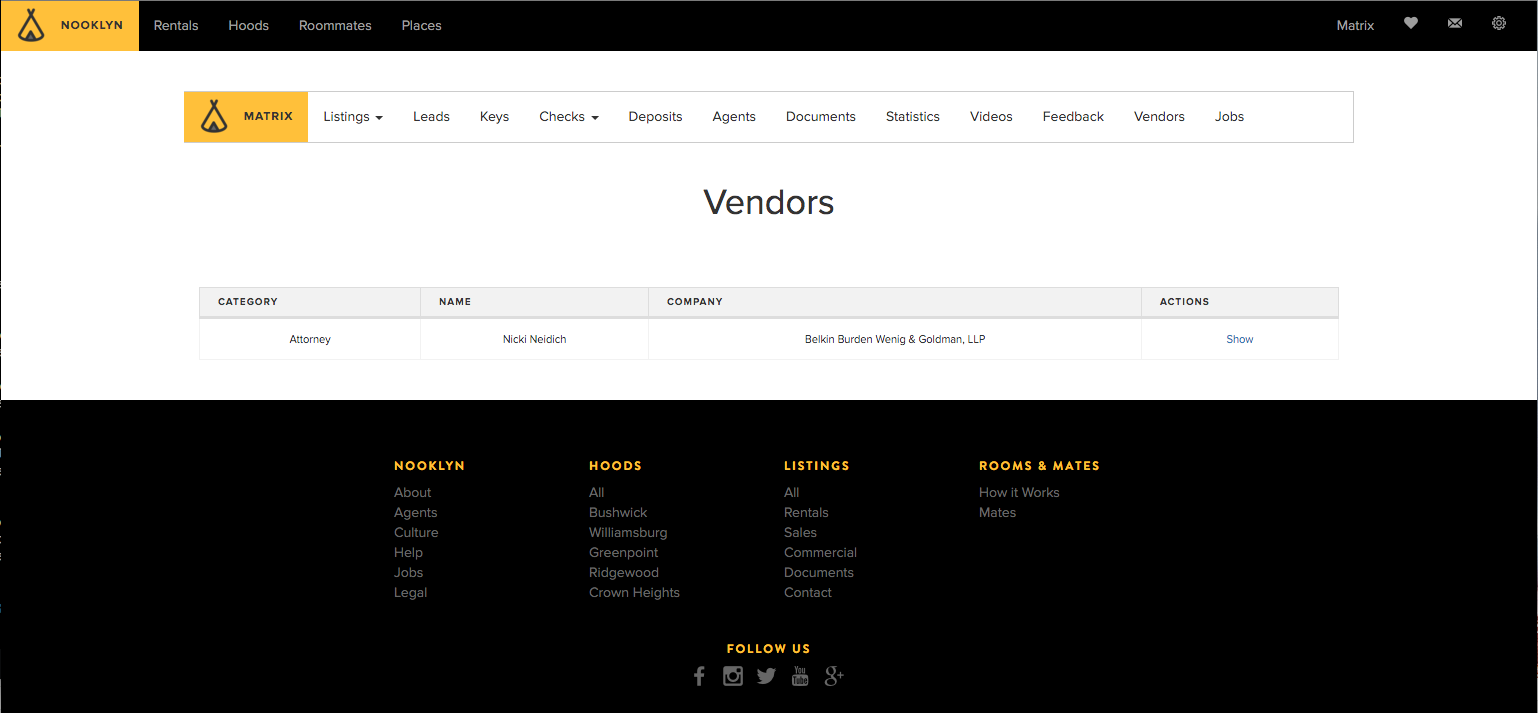 NOOKLYN Rentals Hoods Roommates Places Matrix
MATRIX Listings Leads Keys Checks Deposits Agents Documents Statistics Videos Feedback Vendors Jobs
Vendors
CATEGORY NAME COMPANY ACTIONS
Attorney Nicki Neidich Belkin Burden Wenig & Goldman, LLP Show
NOOKLYN HOODS LISTINGS ROOMS & MATES
About All All How it Works
Agents Bushwick Rentals Mates
Culture Williamsburg Sales
Help Greenpoint Commercial
Jobs Ridgewood Documents
Legal Crown Heights Contact
FOLLOW US
You Tube g+